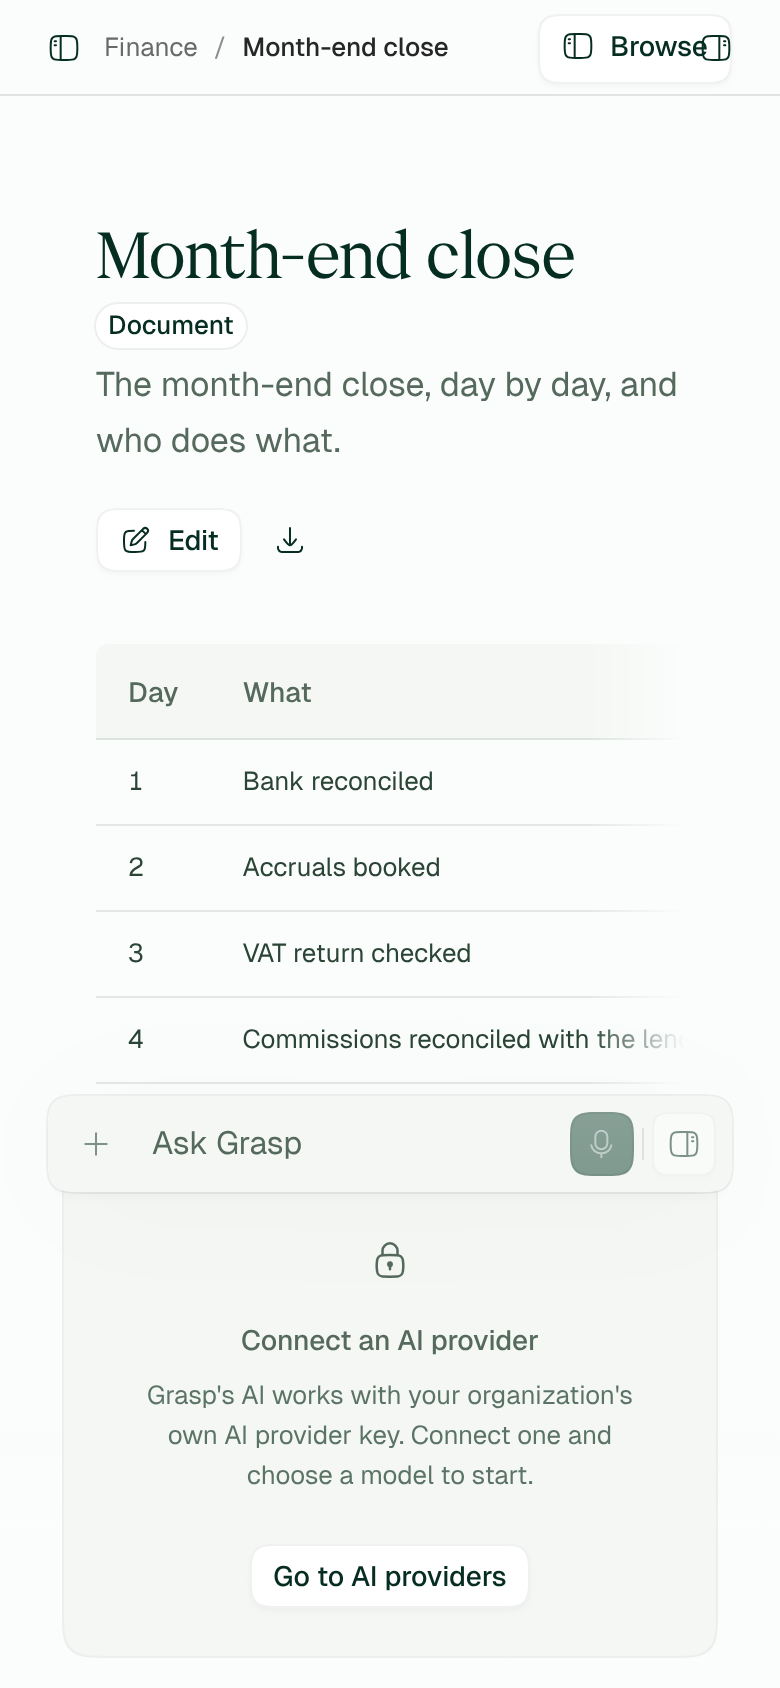 Finance / Month-end close
Browse
Month-end close
Document
The month-end close, day by day, and
who does what.
Edit
Day What
1 Bank reconciled
2 Accruals booked
3 VAT return checked
4 Commissions reconciled with the
Ask Grasp
Connect an AI provider
Grasp's AI works with your organization's
own AI provider key. Connect one and
choose a model to start.
Go to AI providers